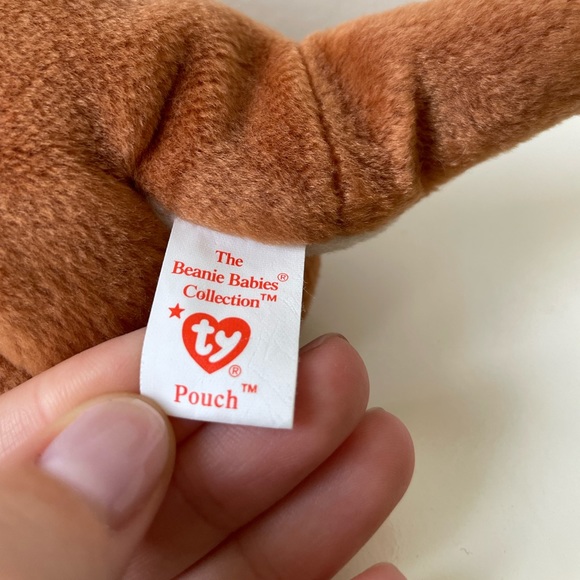 The
Beanie Babies®
Collection™
★
ty®
Pouch™